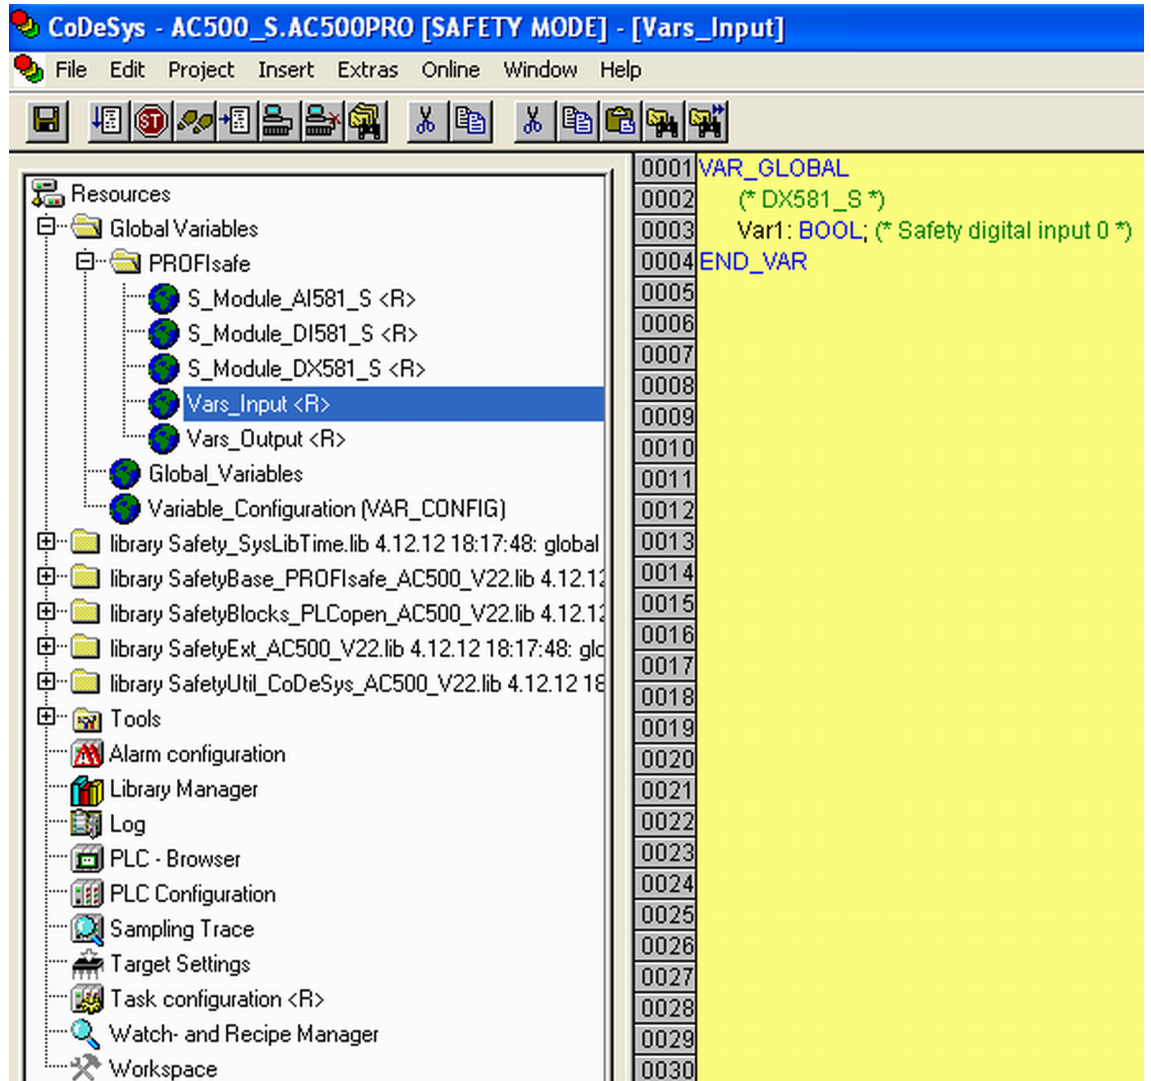 CoDeSys - AC500_S.AC500PRO [SAFETY MODE] - [Vars_Input]
File Edit Project Insert Extras Online Window Help
ST
Resources
Global Variables
PROFIsafe
S_Module_AI581_S <R>
S_Module_DI581_S <R>
S_Module_DX581_S <R>
Vars_Input <R>
Vars_Output <R>
Global_Variables
Variable_Configuration (VAR_CONFIG)
library Safety_SysLibTime.lib 4.12.12 18:17:48: global
library SafetyBase_PROFIsafe_AC500_V22.lib 4.12.12
library SafetyBlocks_PLCopen_AC500_V22.lib 4.12.12
library SafetyExt_AC500_V22.lib 4.12.12 18:17:48: glo
library SafetyUtil_CoDeSys_AC500_V22.lib 4.12.12 18
Tools
Alarm configuration
Library Manager
Log
PLC - Browser
PLC Configuration
Sampling Trace
Target Settings
Task configuration <R>
Watch- and Recipe Manager
Workspace
0001 VAR_GLOBAL
0002 (* DX581_S *)
0003 Var1: BOOL; (* Safety digital input 0 *)
0004 END_VAR
0005
0006
0007
0008
0009
0010
0011
0012
0013
0014
0015
0016
0017
0018
0019
0020
0021
0022
0023
0024
0025
0026
0027
0028
0029
0030